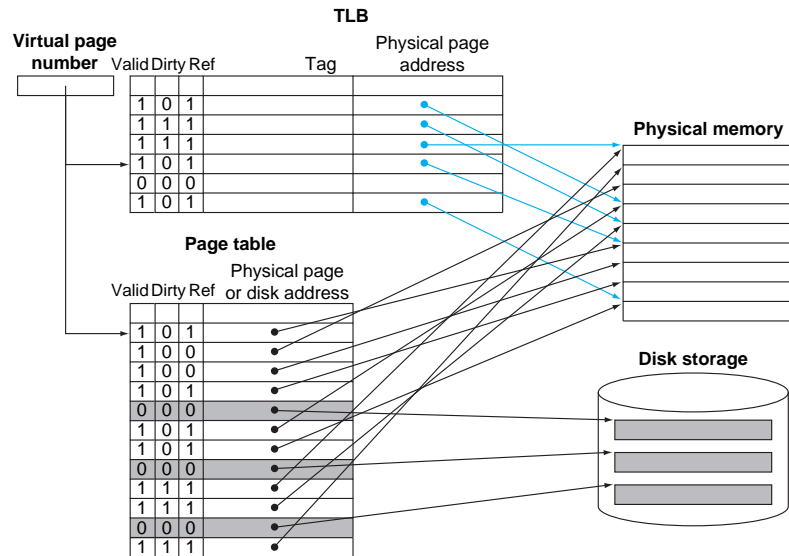 TLB
Virtual page
number
Valid Dirty Ref
Tag
Physical page
address
1 0 1
1 1 1
1 1 1
1 0 1
0 0 0
1 0 1
Physical memory
Page table
Valid Dirty Ref
Physical page
or disk address
1 0 1
1 0 0
1 0 0
1 0 1
0 0 0
1 0 1
1 0 1
0 0 0
1 1 1
1 1 1
0 0 0
1 1 1
Disk storage